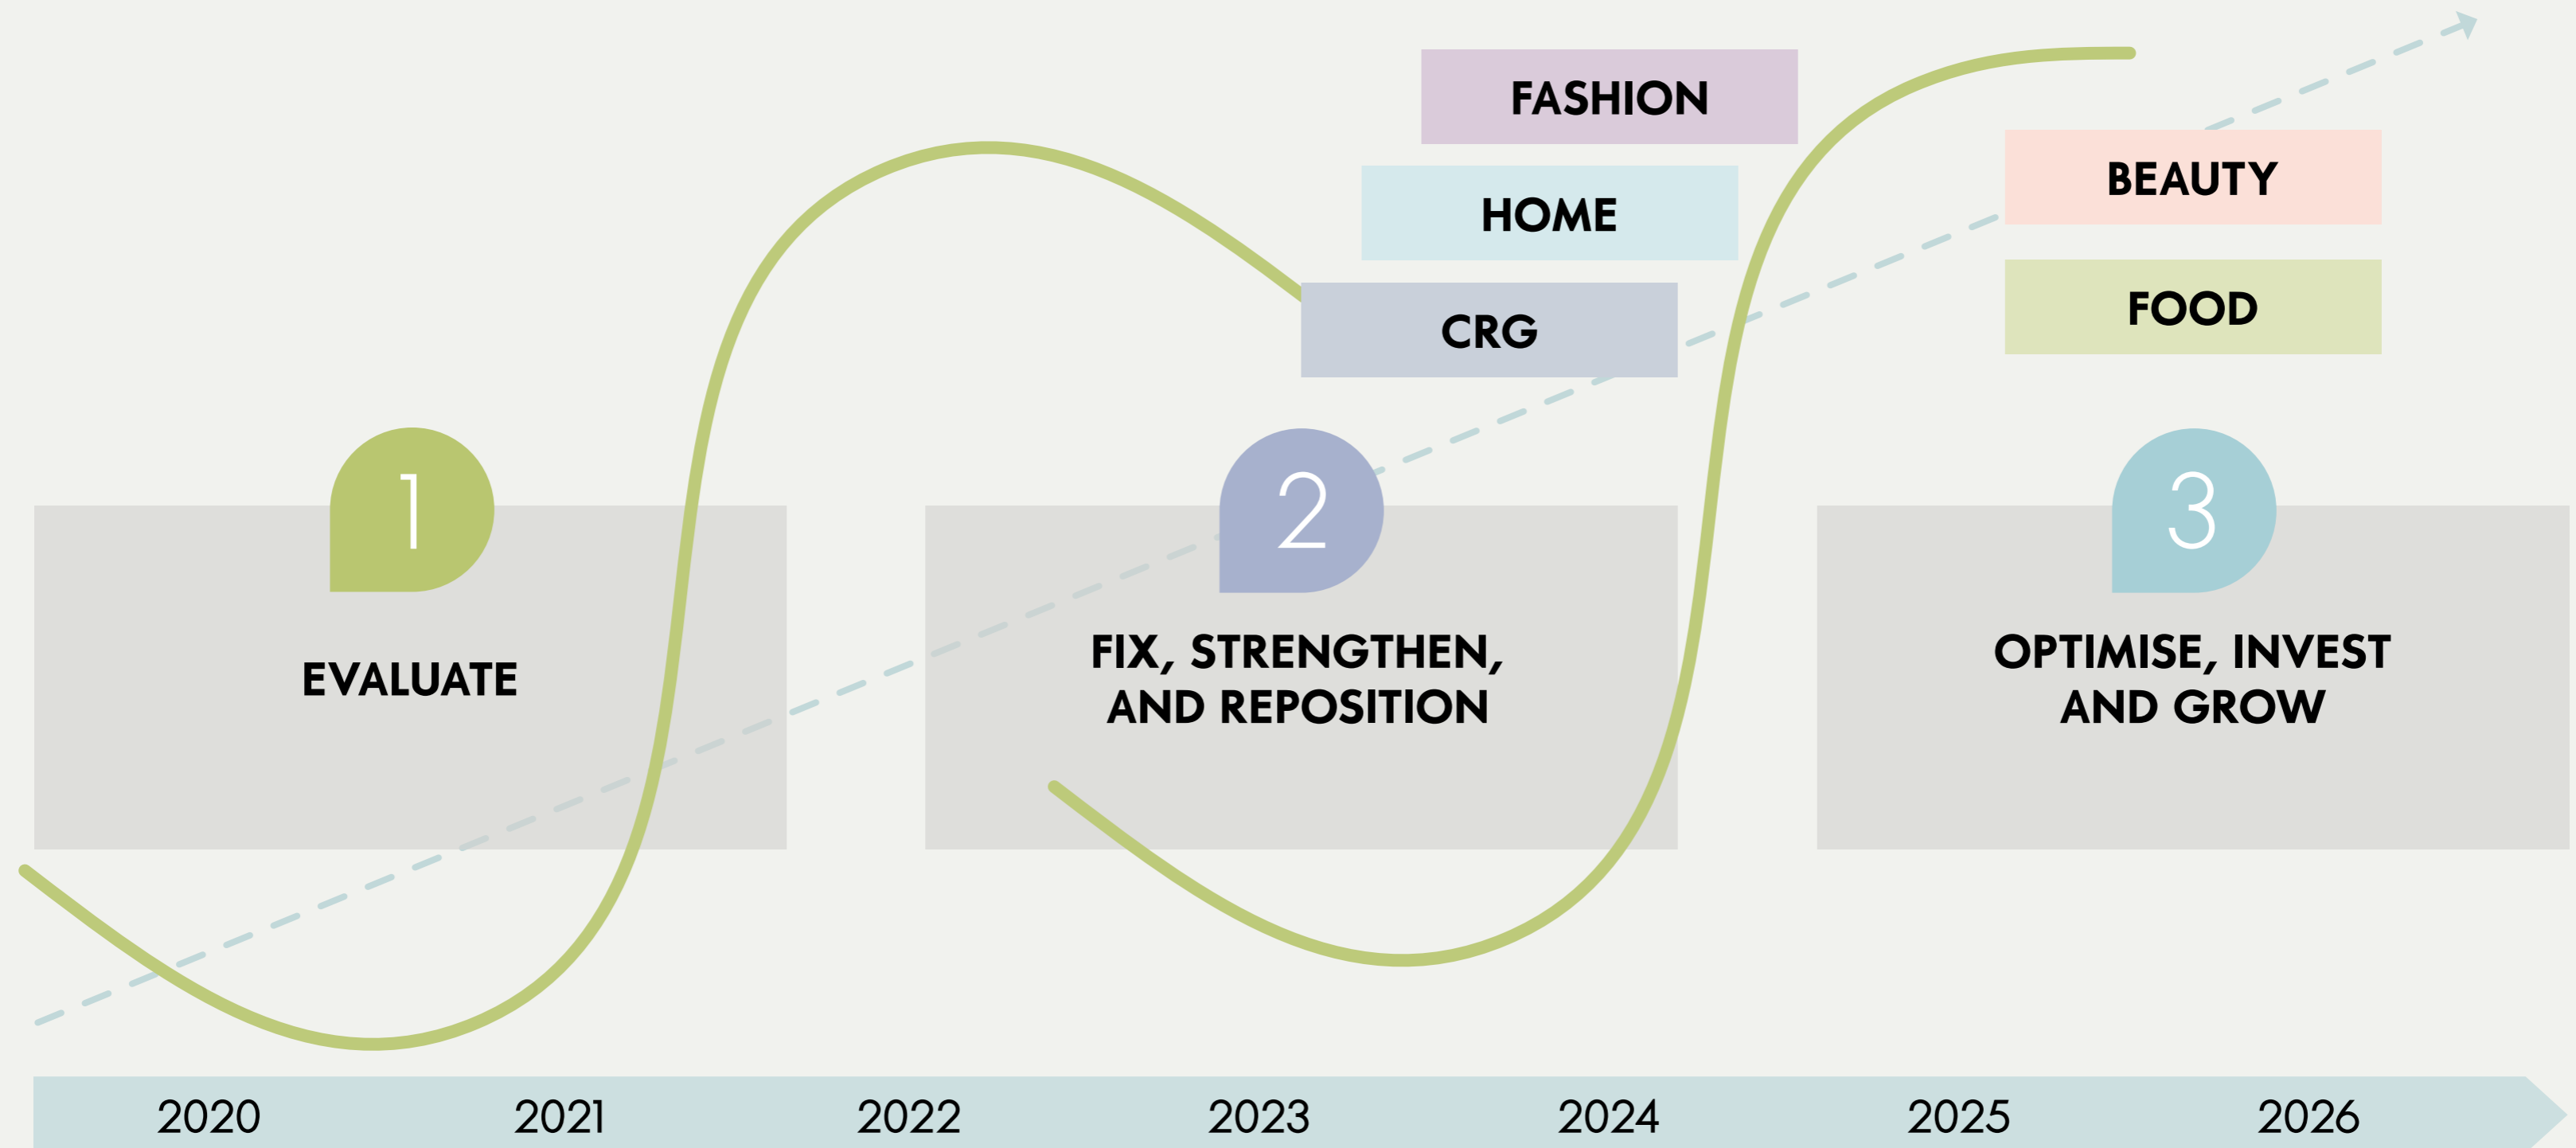 FASHION
HOME
CRG
BEAUTY
FOOD
1
EVALUATE
2
FIX, STRENGTHEN,
AND REPOSITION
3
OPTIMISE, INVEST
AND GROW
2020 2021 2022 2023 2024 2025 2026